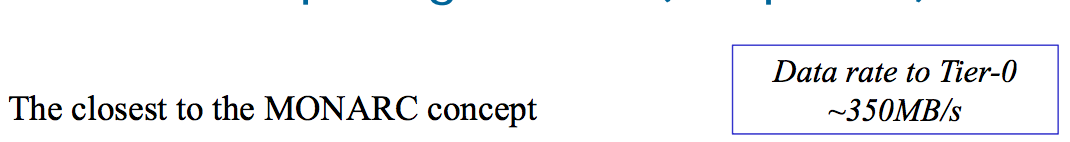 The closest to the MONARC concept
Data rate to Tier-0
~350MB/s